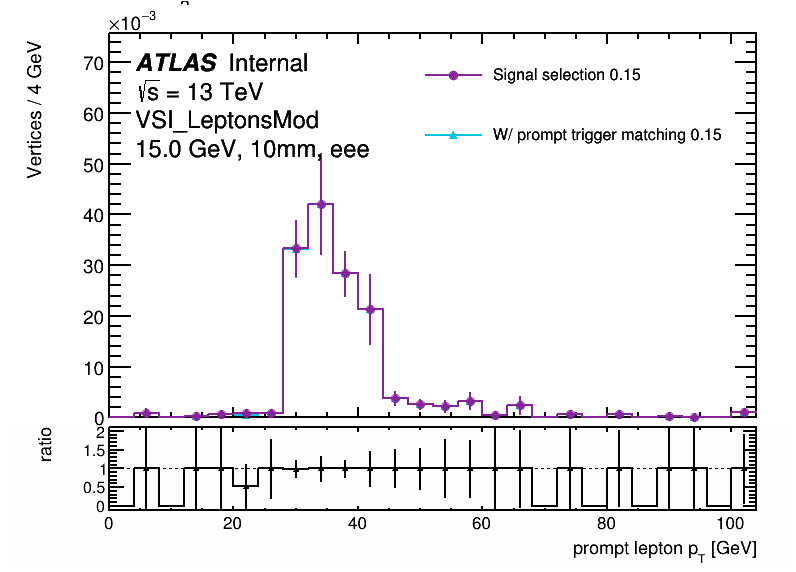 ×10⁻³
Vertices / 4 GeV
70
60
50
40
30
20
10
0
ATLAS Internal
√s = 13 TeV
VSI_LeptonsMod
15.0 GeV, 10mm, eee
Signal selection 0.15
W/ prompt trigger matching 0.15
ratio
2
1.5
1
0.5
0
0 20 40 60 80 100
prompt lepton p_T [GeV]